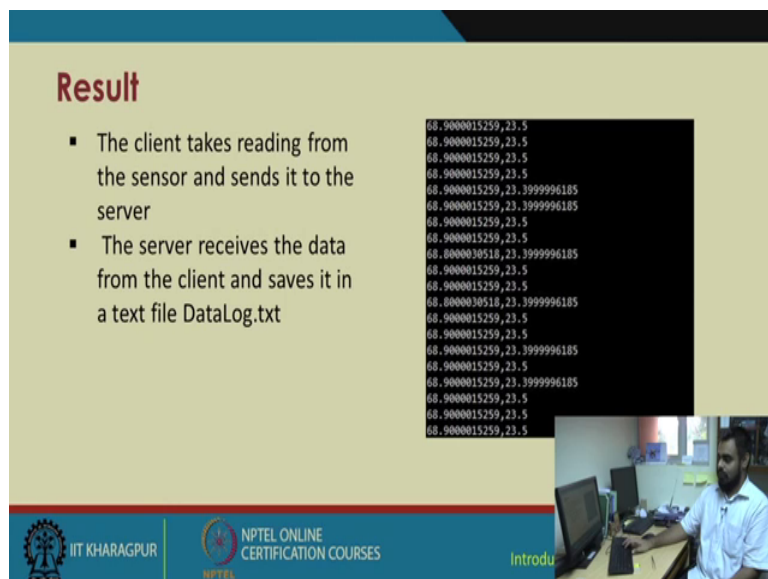 Result
▪ The client takes reading from
the sensor and sends it to the
server
▪ The server receives the data
from the client and saves it in
a text file DataLog.txt
68.9000015259,23.5
68.9000015259,23.5
68.9000015259,23.5
68.9000015259,23.5
68.9000015259,23.3999996185
68.9000015259,23.3999996185
68.9000015259,23.5
68.9000015259,23.5
68.8000030518,23.3999996185
68.9000015259,23.5
68.9000015259,23.5
68.8000030518,23.3999996185
68.9000015259,23.5
68.9000015259,23.5
68.9000015259,23.3999996185
68.9000015259,23.5
68.9000015259,23.3999996185
68.9000015259,23.5
68.9000015259,23.5
68.9000015259,23.5
IIT KHARAGPUR
NPTEL
NPTEL ONLINE
CERTIFICATION COURSES
Introdu